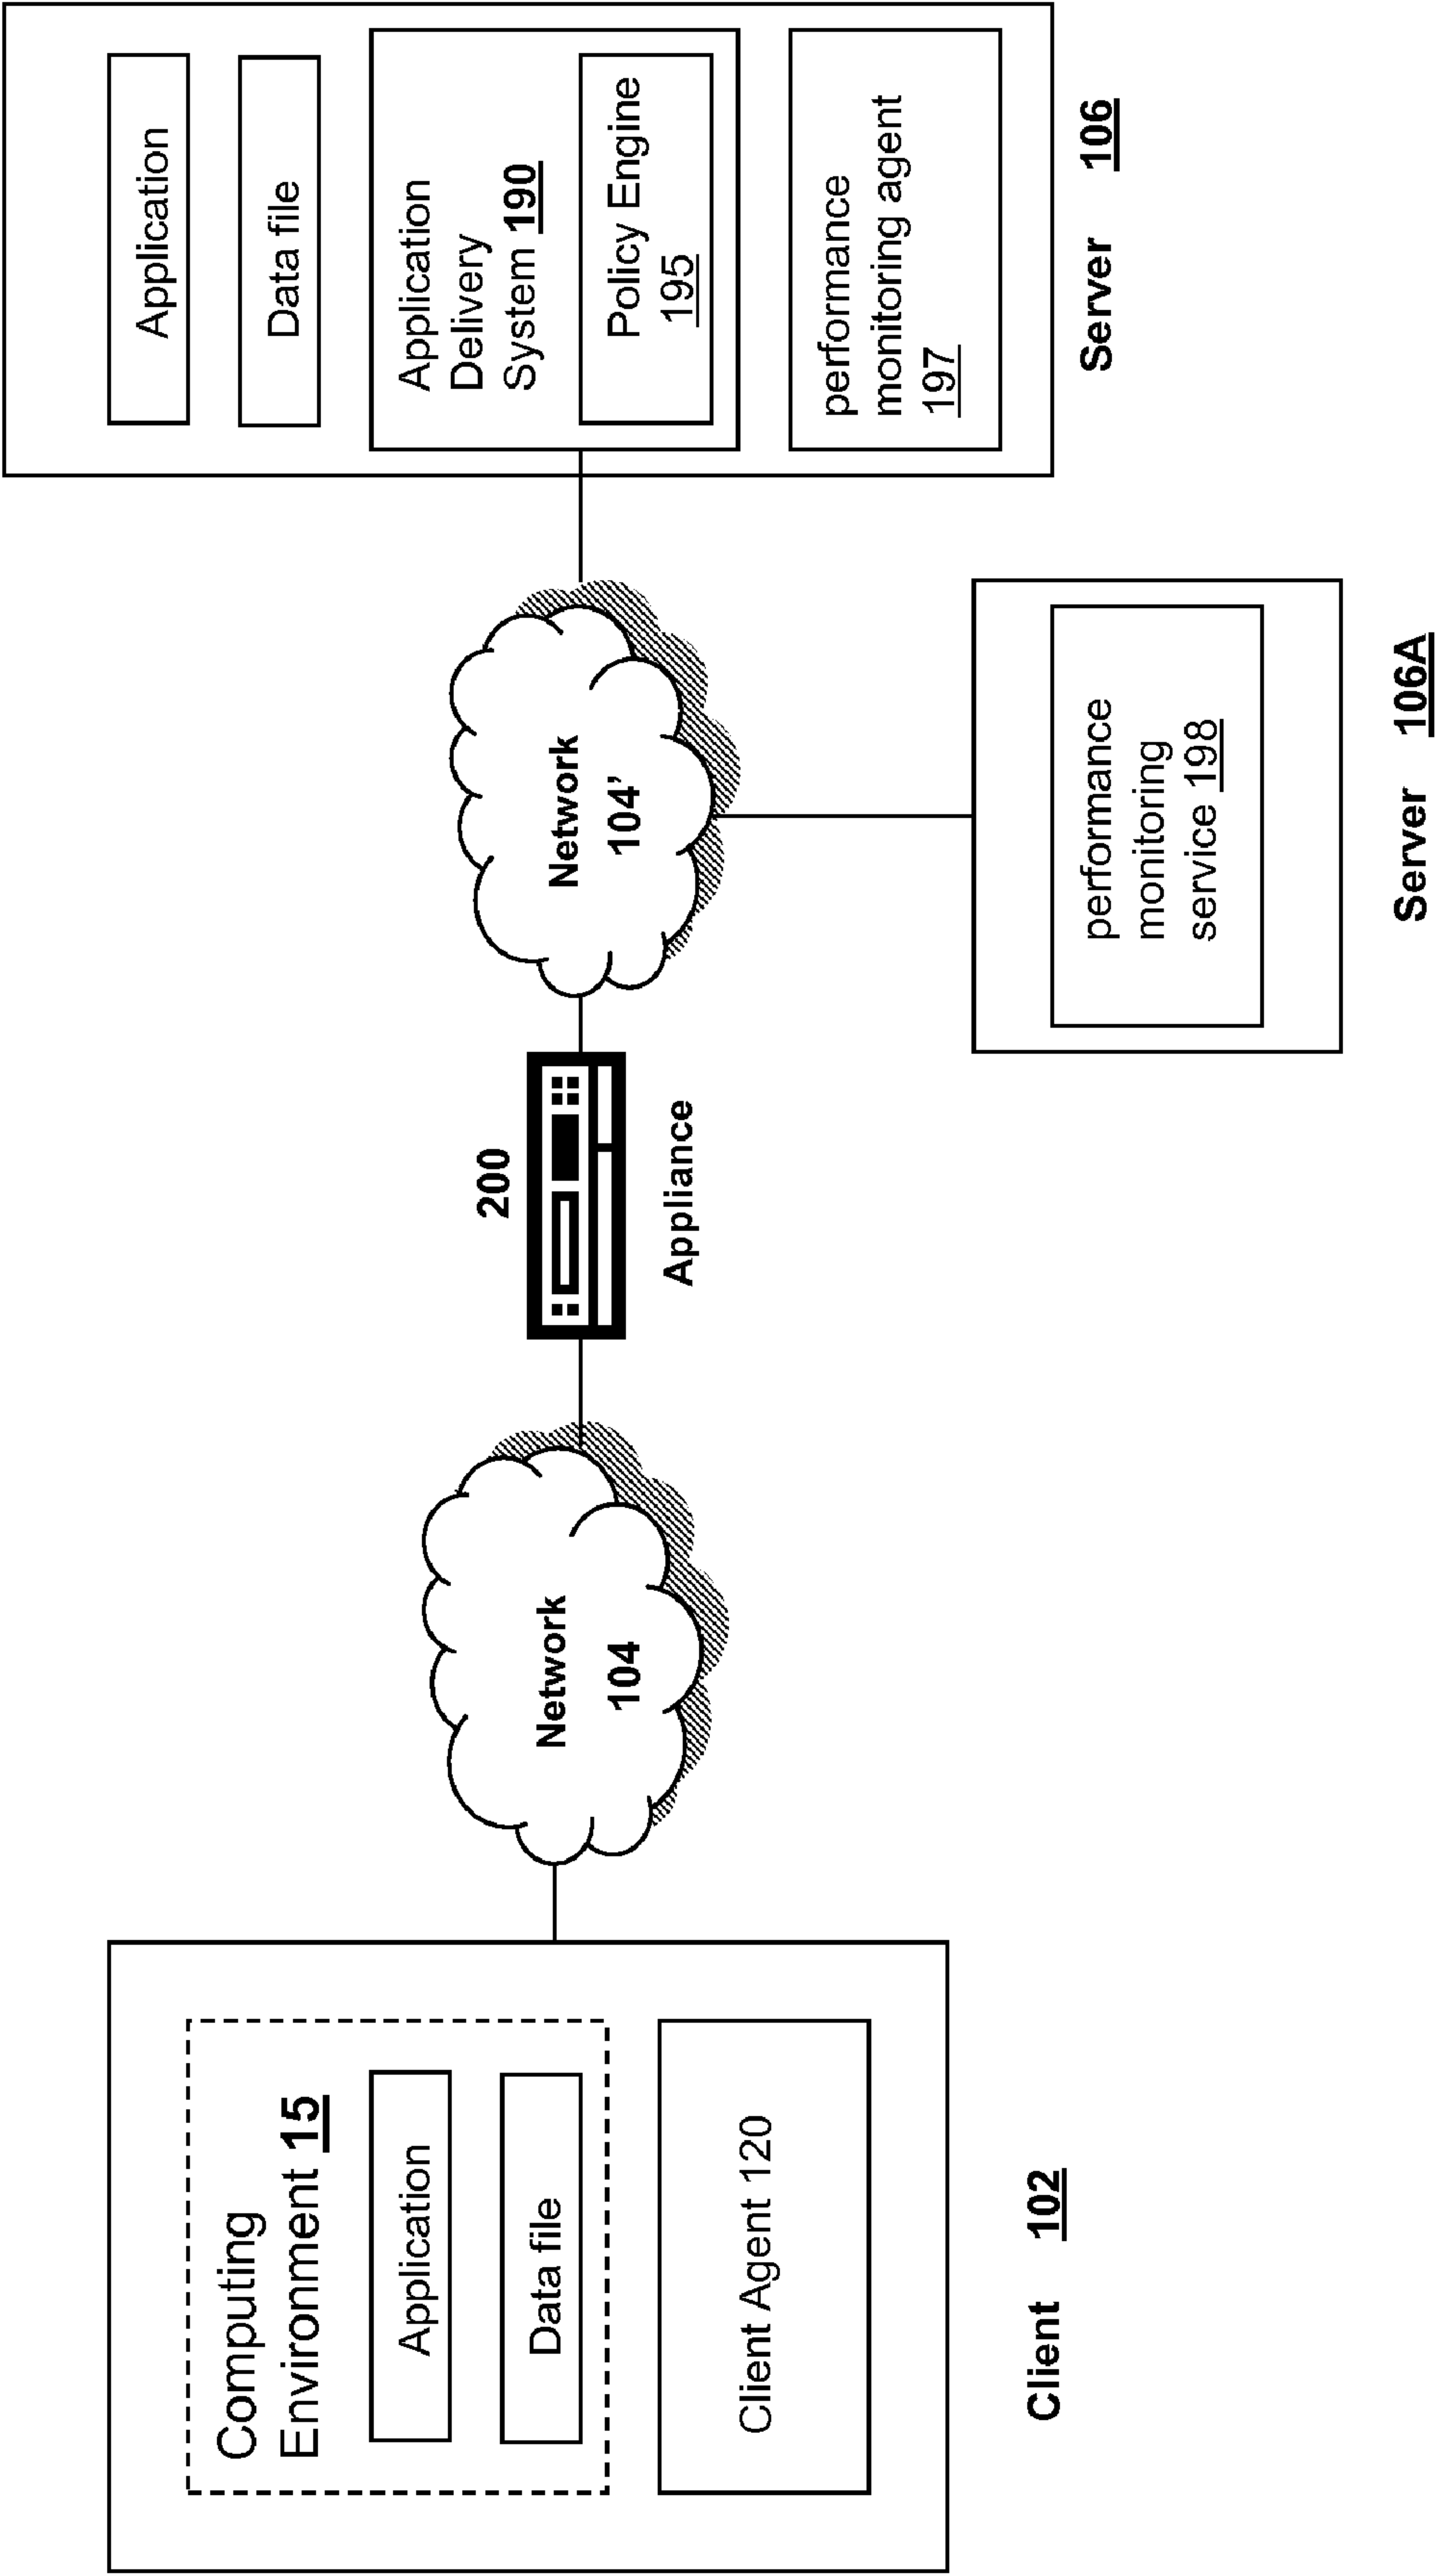 Computing
Environment 15
Application
Data file
Client Agent 120
Client 102
Network
104
200
Appliance
Network
104’
performance
monitoring
service 198
Server 106A
Application
Data file
Application
Delivery
System 190
Policy Engine
195
performance
monitoring agent
197
Server 106